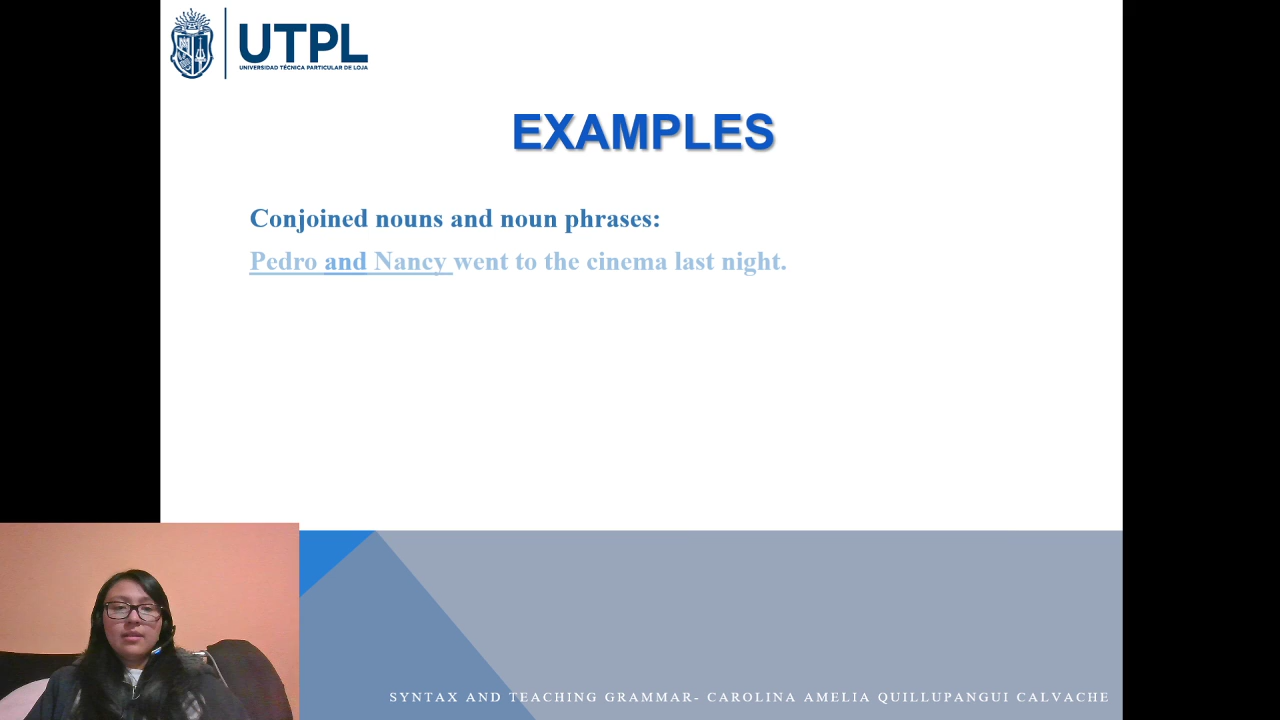 UTPL
UNIVERSIDAD TÉCNICA PARTICULAR DE LOJA
EXAMPLES
Conjoined nouns and noun phrases:
Pedro and Nancy went to the cinema last night.
SYNTAX AND TEACHING GRAMMAR- CAROLINA AMELIA QUILLUPANGUI CALVACHE